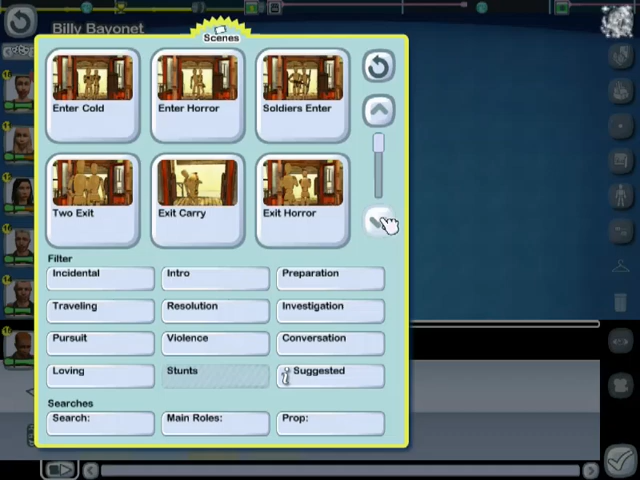 Billy Bayonet
Scenes
Enter Cold
Enter Horror
Soldiers Enter
Two Exit
Exit Carry
Exit Horror
Filter
Incidental
Intro
Preparation
Traveling
Resolution
Investigation
Pursuit
Violence
Conversation
Loving
Stunts
Suggested
Searches
Search:
Main Roles:
Prop: